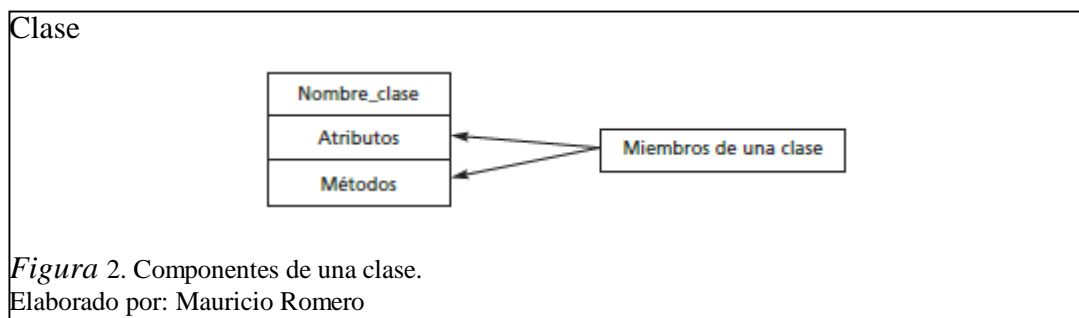 Clase
Nombre_clase
Atributos
Métodos
Miembros de una clase
Figura 2. Componentes de una clase.
Elaborado por: Mauricio Romero